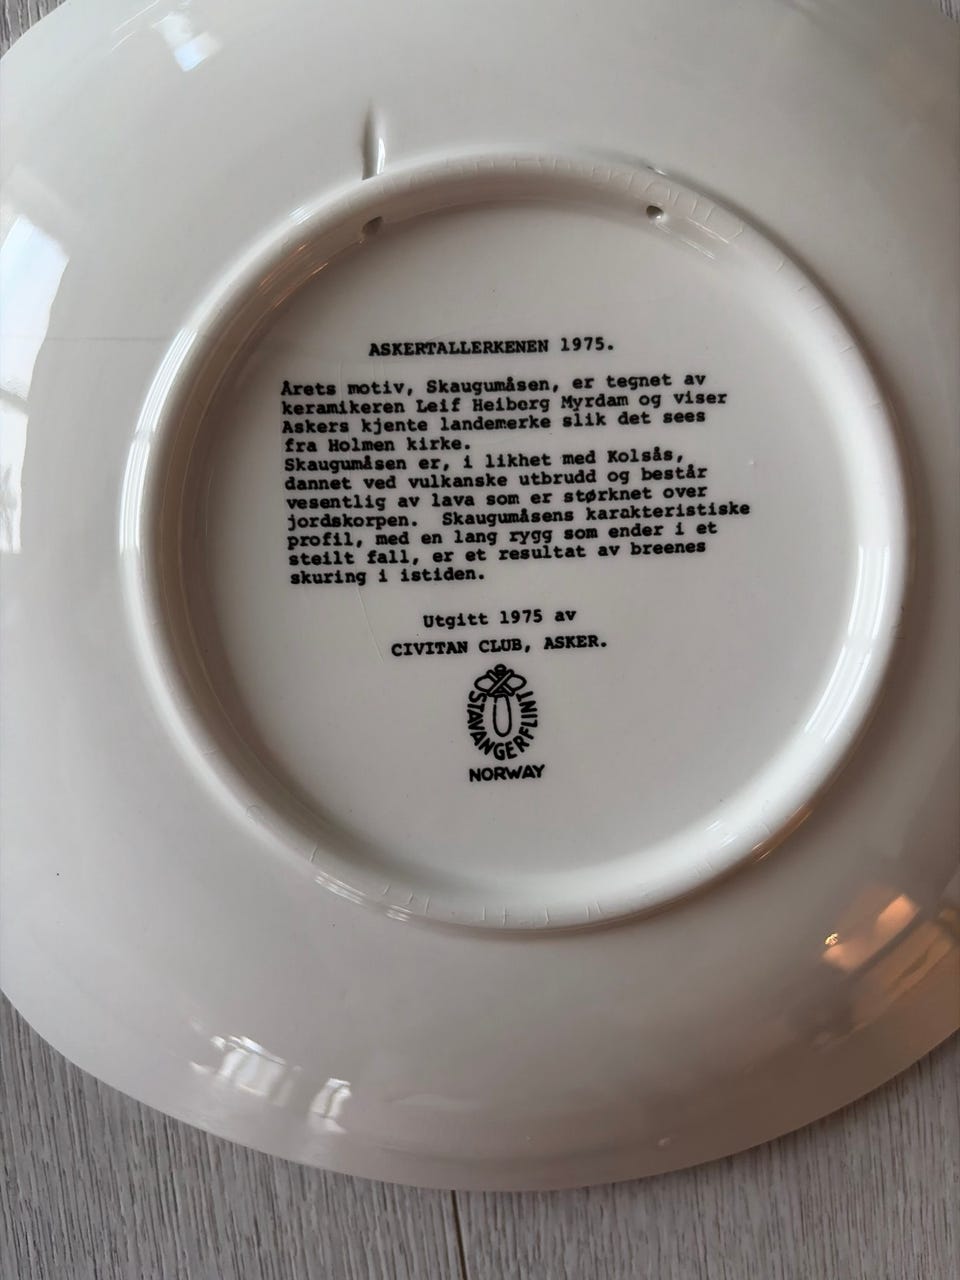 ASKERTALLERKENEN 1975.
Årets motiv, Skaugumåsen, er tegnet av
keramikeren Leif Heiberg Myrdam og viser
Askers kjente landemerke slik det sees
fra Holmen kirke.
Skaugumåsen er, i likhet med Kolsås,
dannet ved vulkanske utbrudd og består
vesentlig av lava som er størknet over
jordskorpen. Skaugumåsens karakteristiske
profil, med en lang rygg som ender i et
steilt fall, er et resultat av breenes
skuring i istiden.
Utgitt 1975 av
CIVITAN CLUB, ASKER.
STAVANGERFLINT
NORWAY